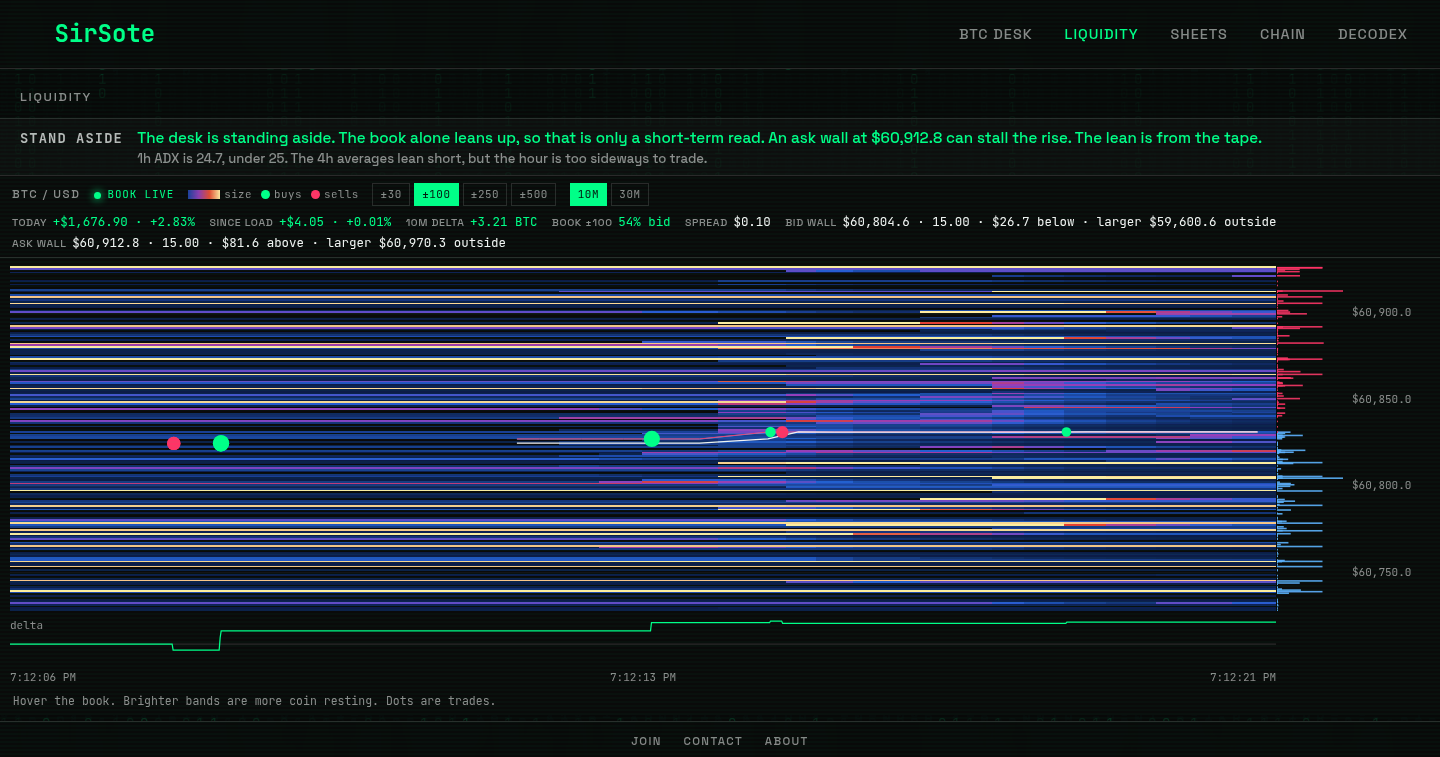 SirSote
BTC DESK LIQUIDITY SHEETS CHAIN DECODEX
LIQUIDITY
STAND ASIDE The desk is standing aside. The book alone leans up, so that is only a short-term read. An ask wall at $60,912.8 can stall the rise. The lean is from the tape.
1h ADX is 24.7, under 25. The 4h averages lean short, but the hour is too sideways to trade.
BTC / USD BOOK LIVE size buys sells ±30 ±100 ±250 ±500 10M 30M
TODAY +$1,676.90 · +2.83% SINCE LOAD +$4.05 · +0.01% 10M DELTA +3.21 BTC BOOK ±100 54% bid SPREAD $0.10 BID WALL $60,804.6 · 15.00 · $26.7 below · larger $59,600.6 outside
ASK WALL $60,912.8 · 15.00 · $81.6 above · larger $60,970.3 outside
$60,900.0
$60,850.0
$60,800.0
$60,750.0
delta
7:12:06 PM 7:12:13 PM 7:12:21 PM
Hover the book. Brighter bands are more coin resting. Dots are trades.
JOIN CONTACT ABOUT